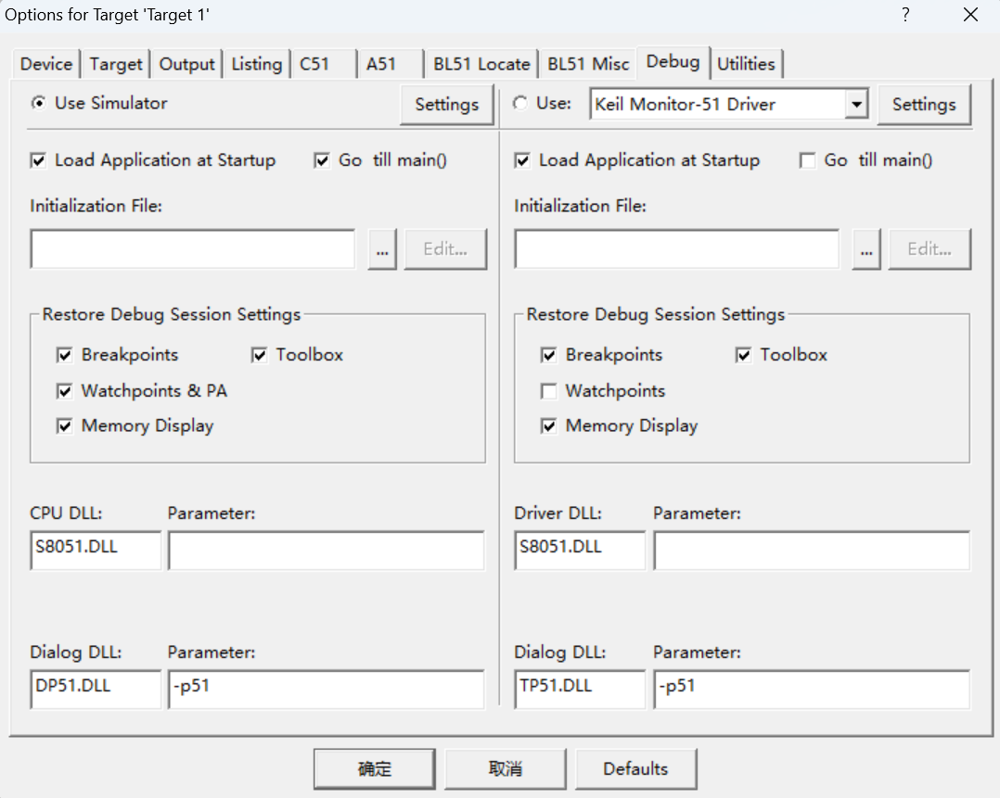 Options for Target 'Target 1'
?
Device Target Output Listing C51 A51 BL51 Locate BL51 Misc Debug Utilities
Use Simulator Settings Use: Keil Monitor-51 Driver Settings
Load Application at Startup Go till main() Load Application at Startup Go till main()
Initialization File: Initialization File:
... Edit... ... Edit...
Restore Debug Session Settings Restore Debug Session Settings
Breakpoints Toolbox Breakpoints Toolbox
Watchpoints & PA Watchpoints
Memory Display Memory Display
CPU DLL: Parameter: Driver DLL: Parameter:
S8051.DLL S8051.DLL
Dialog DLL: Parameter: Dialog DLL: Parameter:
DP51.DLL -p51 TP51.DLL -p51
确定 取消 Defaults